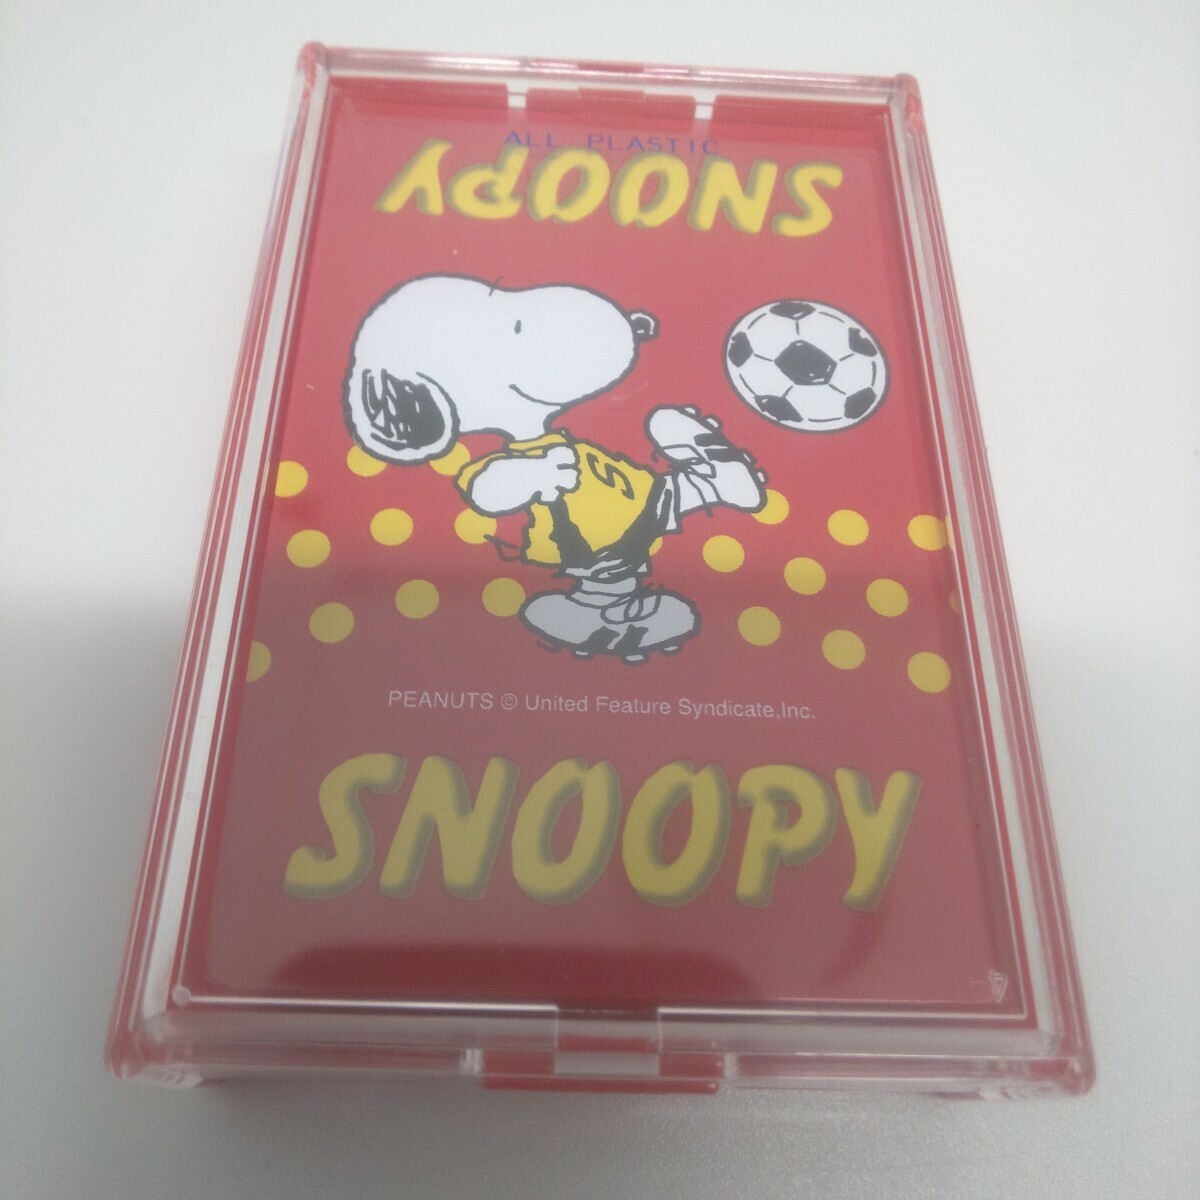 ALL PLASTIC
SNOOPY
S
PEANUTS © United Feature Syndicate,Inc.
SNOOPY